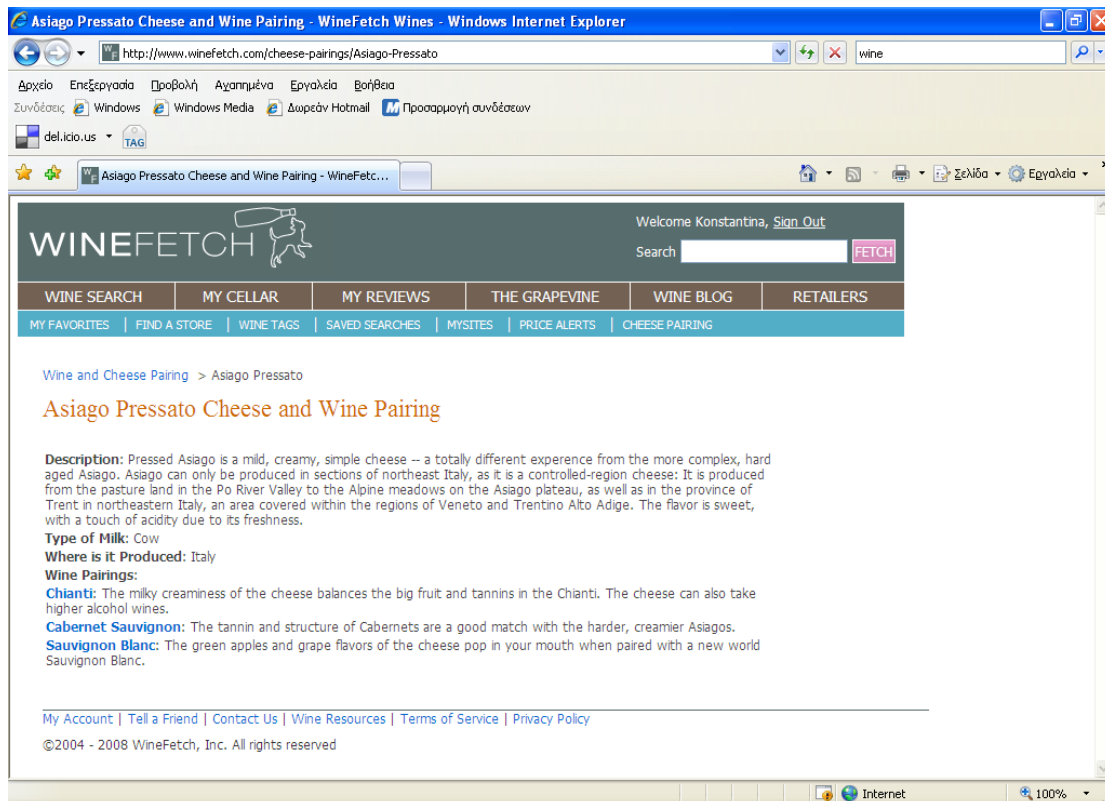 Asiago Pressato Cheese and Wine Pairing - WineFetch Wines - Windows Internet Explorer
http://www.winefetch.com/cheese-pairings/Asiago-Pressato wine
Αρχείο Επεξεργασία Προβολή Αγαπημένα Εργαλεία Βοήθεια
Συνδέσεις Windows Windows Media Δωρεάν Hotmail Προσαρμογή συνδέσεων
del.icio.us TAG
Asiago Pressato Cheese and Wine Pairing - WineFetc... Σελίδα Εργαλεία
Welcome Konstantina, Sign Out
WINEFETCH
Search FETCH
WINE SEARCH MY CELLAR MY REVIEWS THE GRAPEVINE WINE BLOG RETAILERS
MY FAVORITES | FIND A STORE | WINE TAGS | SAVED SEARCHES | MYSITES | PRICE ALERTS | CHEESE PAIRING
Wine and Cheese Pairing > Asiago Pressato
Asiago Pressato Cheese and Wine Pairing
Description: Pressed Asiago is a mild, creamy, simple cheese -- a totally different experence from the more complex, hard
aged Asiago. Asiago can only be produced in sections of northeast Italy, as it is a controlled-region cheese: It is produced
from the pasture land in the Po River Valley to the Alpine meadows on the Asiago plateau, as well as in the province of
Trent in northeastern Italy, an area covered within the regions of Veneto and Trentino Alto Adige. The flavor is sweet,
with a touch of acidity due to its freshness.
Type of Milk: Cow
Where is it Produced: Italy
Wine Pairings:
Chianti: The milky creaminess of the cheese balances the big fruit and tannins in the Chianti. The cheese can also take
higher alcohol wines.
Cabernet Sauvignon: The tannin and structure of Cabernets are a good match with the harder, creamier Asiagos.
Sauvignon Blanc: The green apples and grape flavors of the cheese pop in your mouth when paired with a new world
Sauvignon Blanc.
My Account | Tell a Friend | Contact Us | Wine Resources | Terms of Service | Privacy Policy
©2004 - 2008 WineFetch, Inc. All rights reserved
Internet 100%